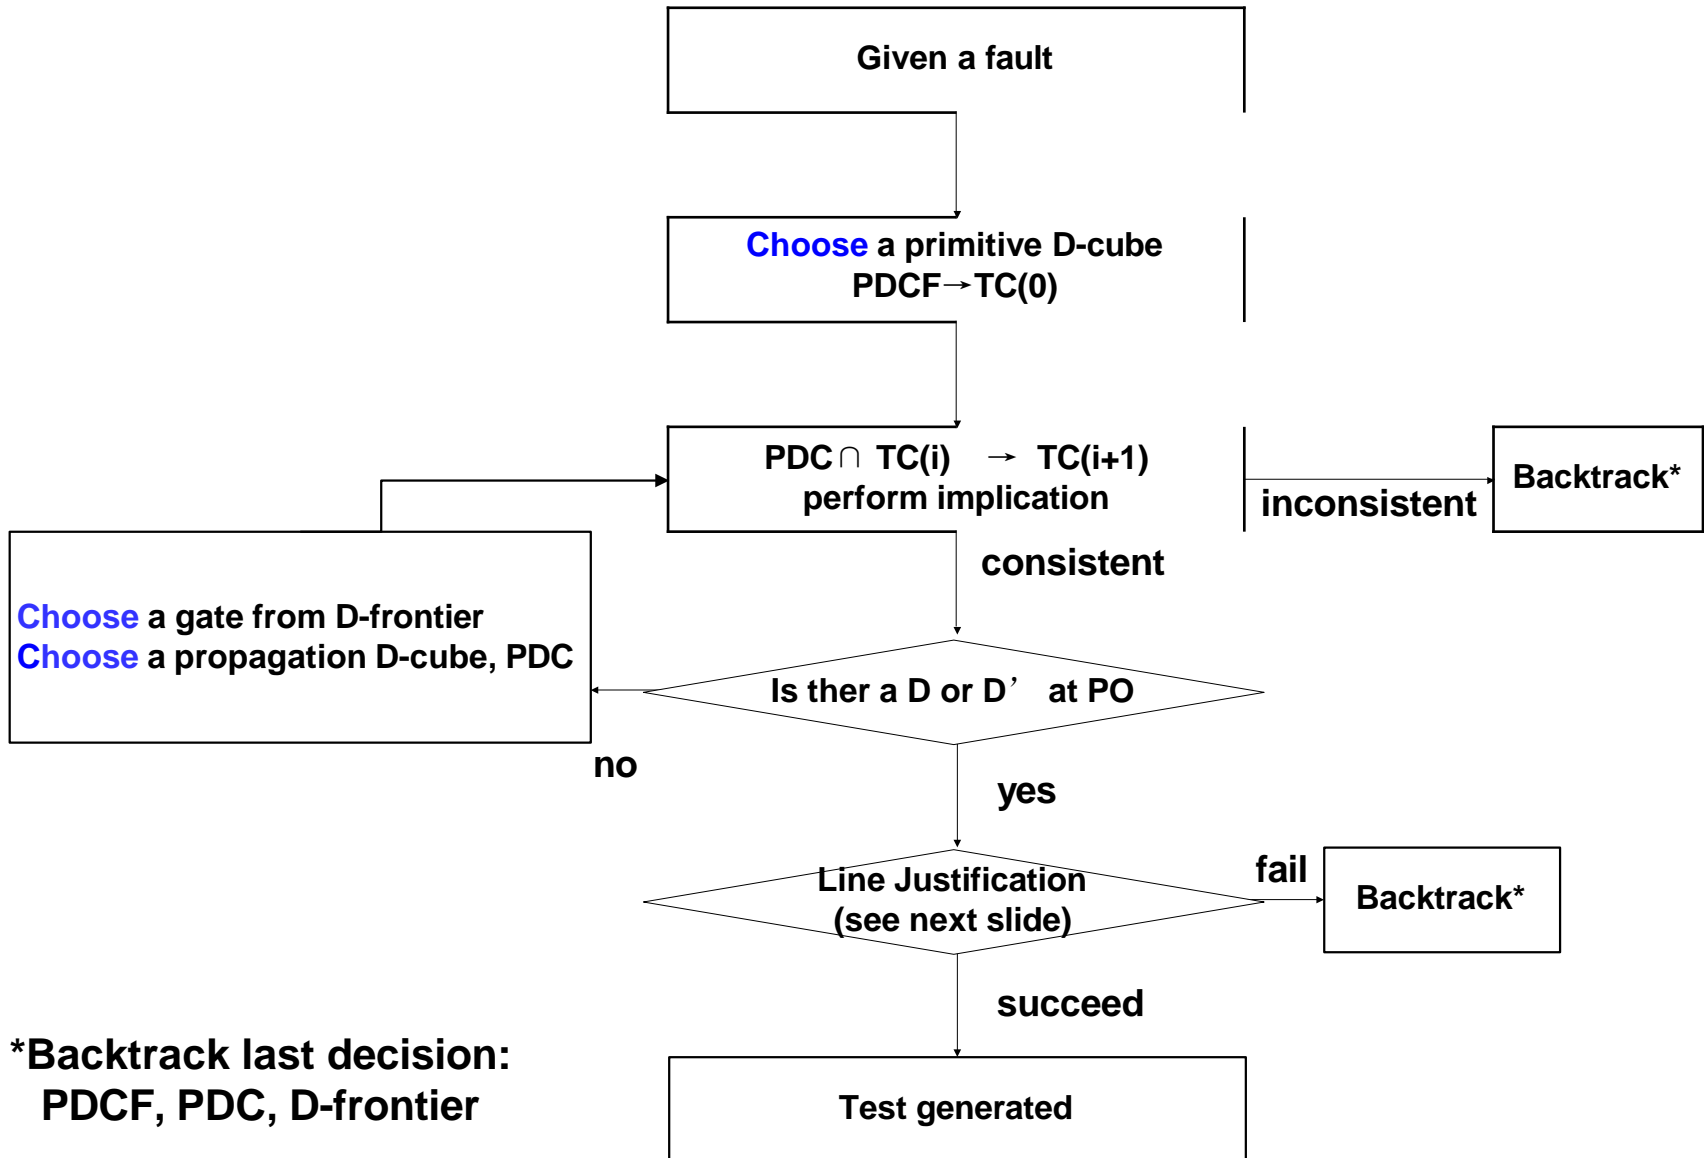 Given a fault
Choose a primitive D-cube
PDCF→TC(0)
PDC∩ TC(i) → TC(i+1)
perform implication
inconsistent
Backtrack*
consistent
Choose a gate from D-frontier
Choose a propagation D-cube, PDC
Is ther a D or D’ at PO
no
yes
Line Justification
(see next slide)
fail
Backtrack*
succeed
*Backtrack last decision:
PDCF, PDC, D-frontier
Test generated